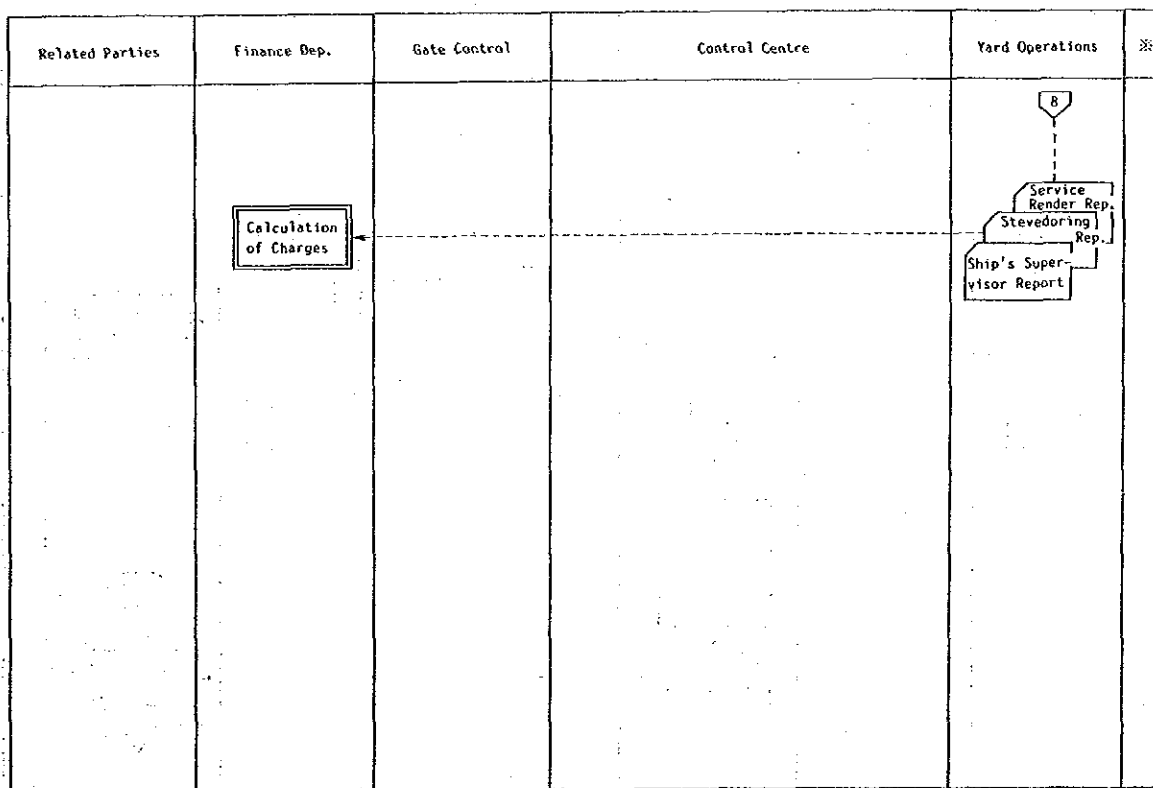 Related Parties
Finance Dep.
Gate Control
Control Centre
Yard Operations
※
B
Service
Render Rep.
Stevedoring
Rep.
Ship's Super-
visor Report
Calculation
of Charges